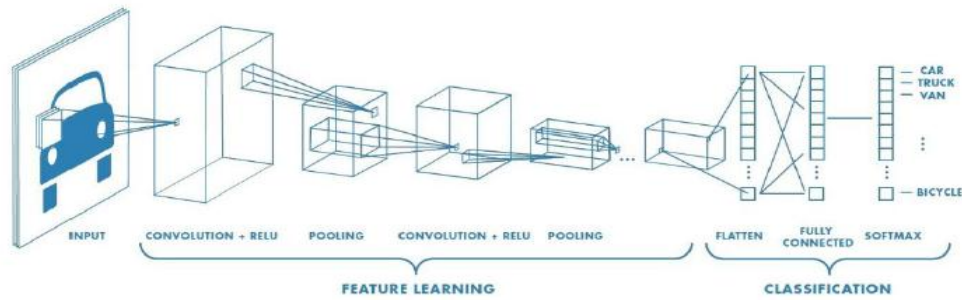 CAR
TRUCK
VAN
BICYCLE
INPUT CONVOLUTION + RELU POOLING CONVOLUTION + RELU POOLING FLATTEN FULLY CONNECTED SOFTMAX
FEATURE LEARNING CLASSIFICATION